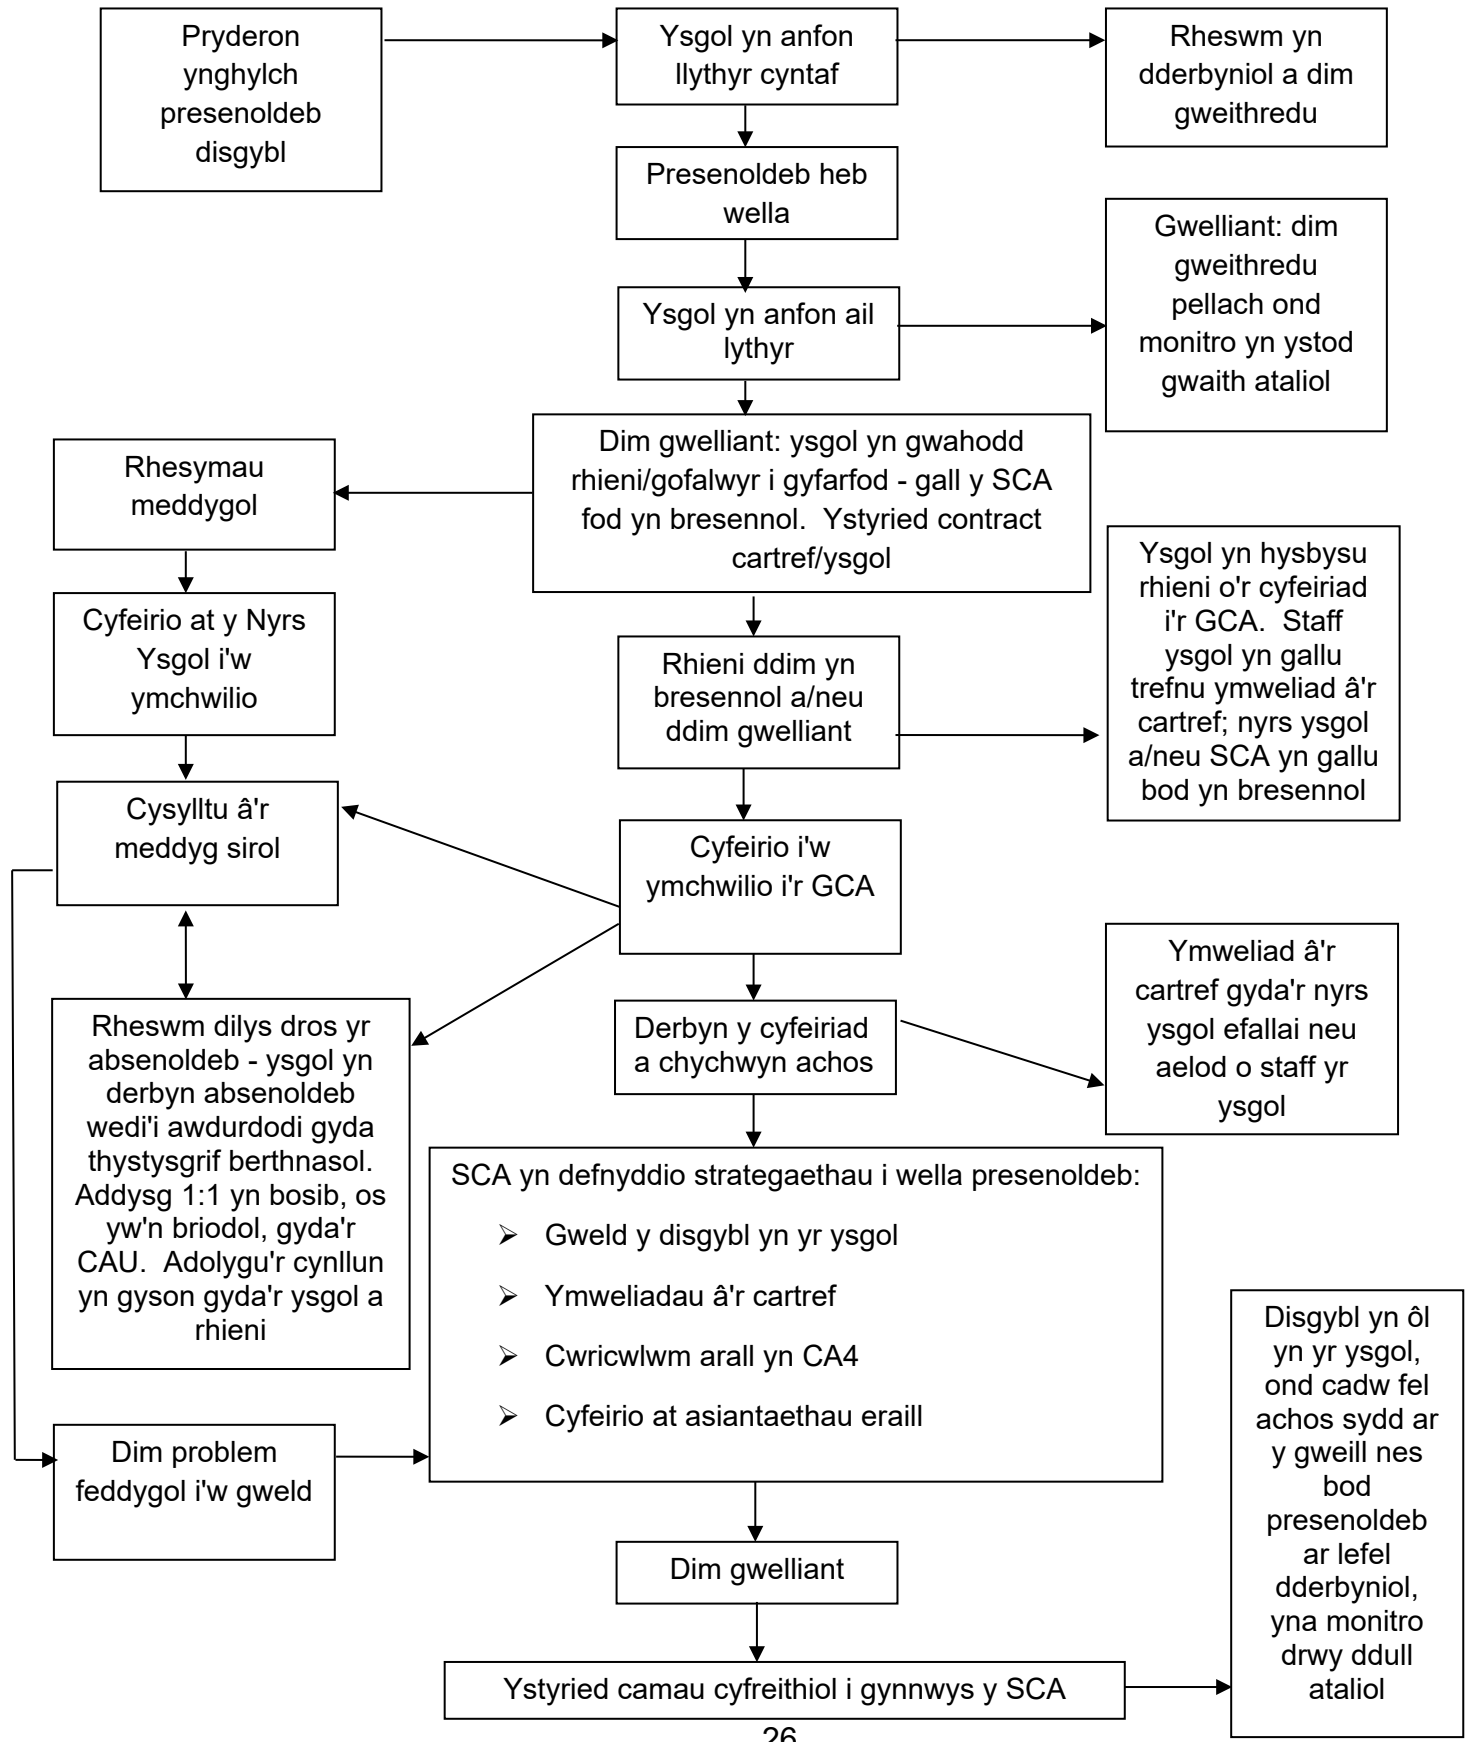 Pryderon
ynghylch
presenoldeb
disgybl
Ysgol yn anfon
llythyr cyntaf
Rheswm yn
dderbyniol a dim
gweithredu
Presenoldeb heb
wella
Gwelliant: dim
gweithredu
pellach ond
monitro yn ystod
gwaith ataliol
Ysgol yn anfon ail
lythyr
Dim gwelliant: ysgol yn gwahodd
rhieni/gofalwyr i gyfarfod - gall y SCA
fod yn bresennol.  Ystyried contract
cartref/ysgol
Rhesymau
meddygol
Cyfeirio at y Nyrs
Ysgol i'w
ymchwilio
Rhieni ddim yn
bresennol a/neu
ddim gwelliant
Ysgol yn hysbysu
rhieni o'r cyfeiriad
i'r GCA.  Staff
ysgol yn gallu
trefnu ymweliad â'r
cartref; nyrs ysgol
a/neu SCA yn gallu
bod yn bresennol
Cysylltu â'r
meddyg sirol
Cyfeirio i'w
ymchwilio i'r GCA
Ymweliad â'r
cartref gyda'r nyrs
ysgol efallai neu
aelod o staff yr
ysgol
Derbyn y cyfeiriad
a chychwyn achos
Rheswm dilys dros yr
absenoldeb - ysgol yn
derbyn absenoldeb
wedi'i awdurdodi gyda
thystysgrif berthnasol.
Addysg 1:1 yn bosib, os
yw'n briodol, gyda'r
CAU.  Adolygu'r cynllun
yn gyson gyda'r ysgol a
rhieni
SCA yn defnyddio strategaethau i wella presenoldeb:
➢ Gweld y disgybl yn yr ysgol
➢ Ymweliadau â'r cartref
➢ Cwricwlwm arall yn CA4
➢ Cyfeirio at asiantaethau eraill
Dim problem
feddygol i'w gweld
Disgybl yn ôl
yn yr ysgol,
ond cadw fel
achos sydd ar
y gweill nes
bod
presenoldeb
ar lefel
dderbyniol,
yna monitro
drwy ddull
ataliol
Dim gwelliant
Ystyried camau cyfreithiol i gynnwys y SCA
26